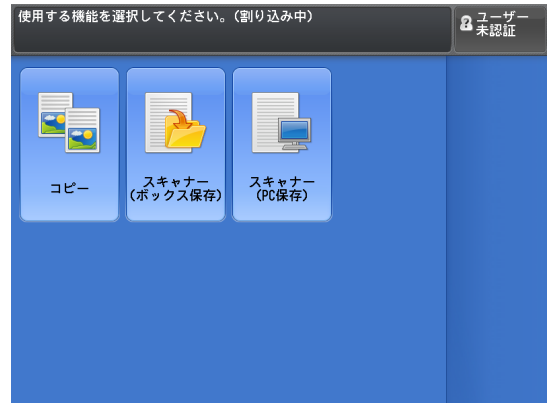 使用する機能を選択してください。(割り込み中)
ユーザー
未認証
コピー
スキャナー
(ボックス保存)
スキャナー
(PC保存)